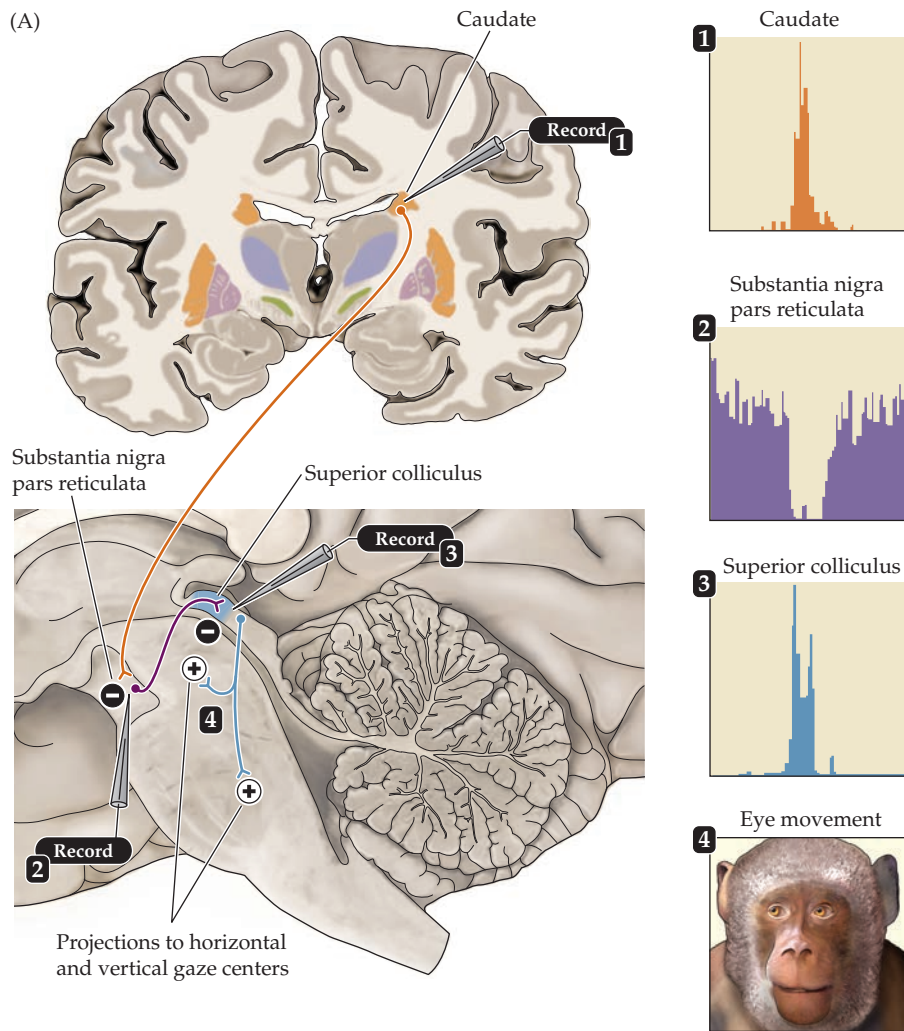 (A)
Caudate
Record 1
Substantia nigra
pars reticulata
Superior colliculus
Record 3
−
+
−
4
+
2 Record
Projections to horizontal
and vertical gaze centers
Caudate
1
Substantia nigra
pars reticulata
2
Superior colliculus
3
Eye movement
4